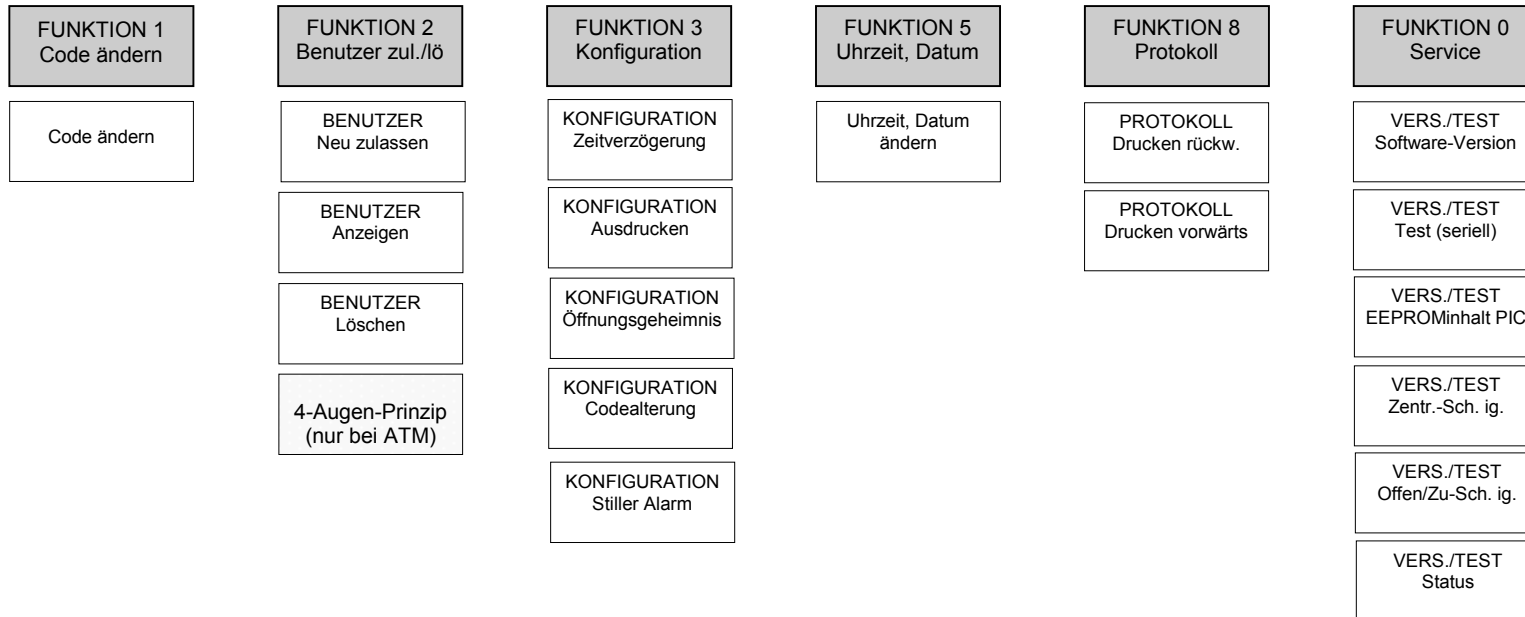 FUNKTION 1
Code ändern
Code ändern
FUNKTION 2
Benutzer zul./lö
BENUTZER
Neu zulassen
BENUTZER
Anzeigen
BENUTZER
Löschen
4-Augen-Prinzip
(nur bei ATM)
FUNKTION 3
Konfiguration
KONFIGURATION
Zeitverzögerung
KONFIGURATION
Ausdrucken
KONFIGURATION
Öffnungsgeheimnis
KONFIGURATION
Codealterung
KONFIGURATION
Stiller Alarm
FUNKTION 5
Uhrzeit, Datum
Uhrzeit, Datum
ändern
FUNKTION 8
Protokoll
PROTOKOLL
Drucken rückw.
PROTOKOLL
Drucken vorwärts
FUNKTION 0
Service
VERS./TEST
Software-Version
VERS./TEST
Test (seriell)
VERS./TEST
EEPROMinhalt PIC
VERS./TEST
Zentr.-Sch. ig.
VERS./TEST
Offen/Zu-Sch. ig.
VERS./TEST
Status